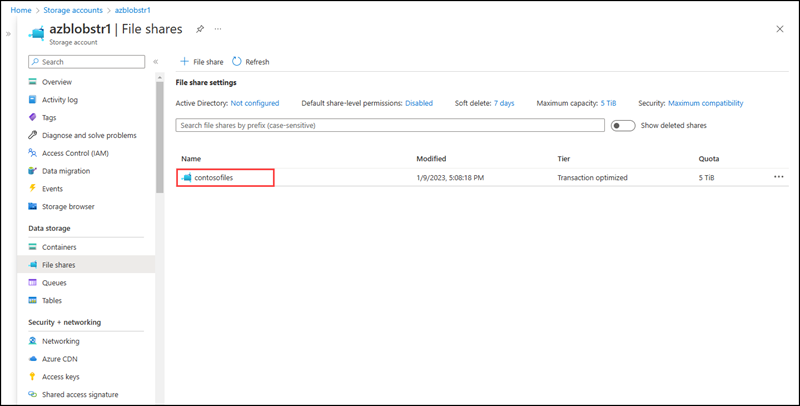 Home > Storage accounts > azblobstr1
azblobstr1 | File shares
Storage account
Search
Overview
Activity log
Tags
Diagnose and solve problems
Access Control (IAM)
Data migration
Events
Storage browser
Data storage
Containers
File shares
Queues
Tables
Security + networking
Networking
Azure CDN
Access keys
Shared access signature
+ File share Refresh
File share settings
Active Directory: Not configured Default share-level permissions: Disabled Soft delete: 7 days Maximum capacity: 5 TiB Security: Maximum compatibility
Search file shares by prefix (case-sensitive) Show deleted shares
Name Modified Tier Quota
contosofiles 1/9/2023, 5:08:18 PM Transaction optimized 5 TiB